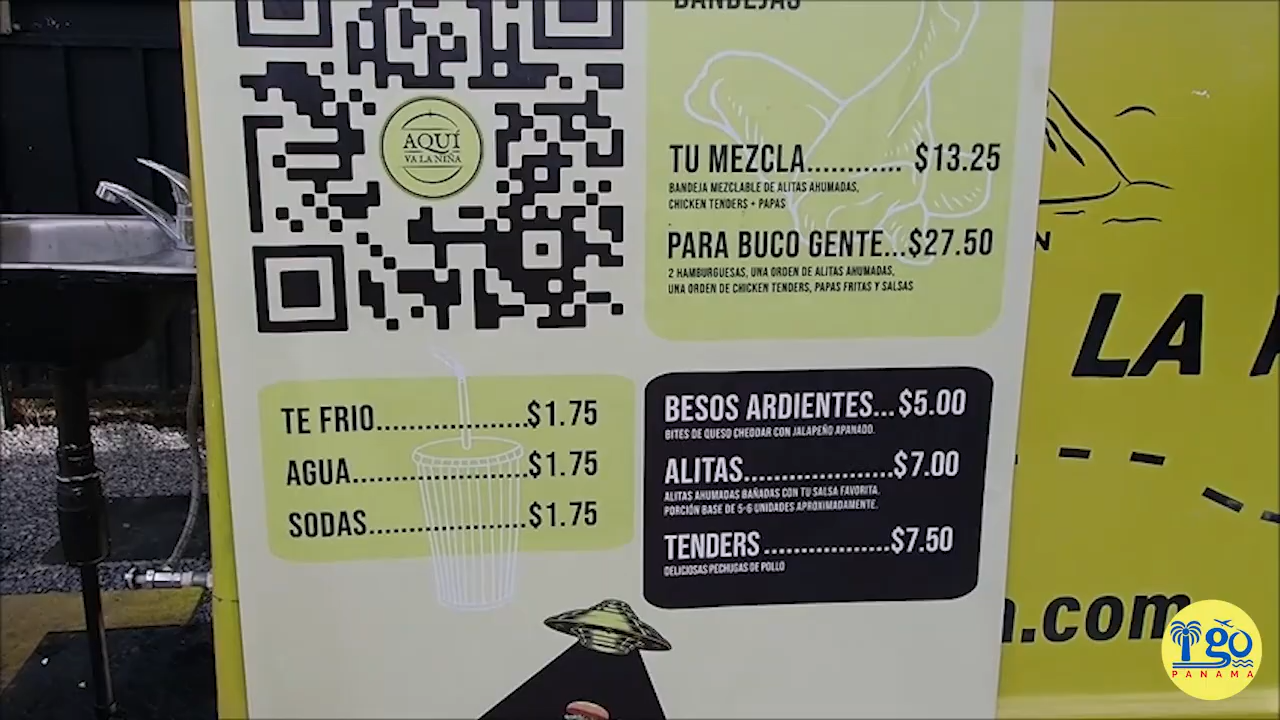 BANDEJAS
AQUÍ
VA LA NIÑA
TU MEZCLA............ $13.25
BANDEJA MEZCLABLE DE ALITAS AHUMADAS,
CHICKEN TENDERS + PAPAS
PARA BUCO GENTE...$27.50
2 HAMBURGUESAS, UNA ORDEN DE ALITAS AHUMADAS,
UNA ORDEN DE CHICKEN TENDERS, PAPAS FRITAS Y SALSAS
TE FRIO....................$1.75
AGUA.......................$1.75
SODAS.....................$1.75
BESOS ARDIENTES...$5.00
BITES DE QUESO CHEDDAR CON JALAPEÑO APANADO.
ALITAS....................$7.00
ALITAS AHUMADAS BAÑADAS CON TU SALSA FAVORITA.
PORCIÓN BASE DE 5-6 UNIDADES APROXIMADAMENTE.
TENDERS.................$7.50
DELICIOSAS PECHUGAS DE POLLO
N
LA
.com
go
PANAMA